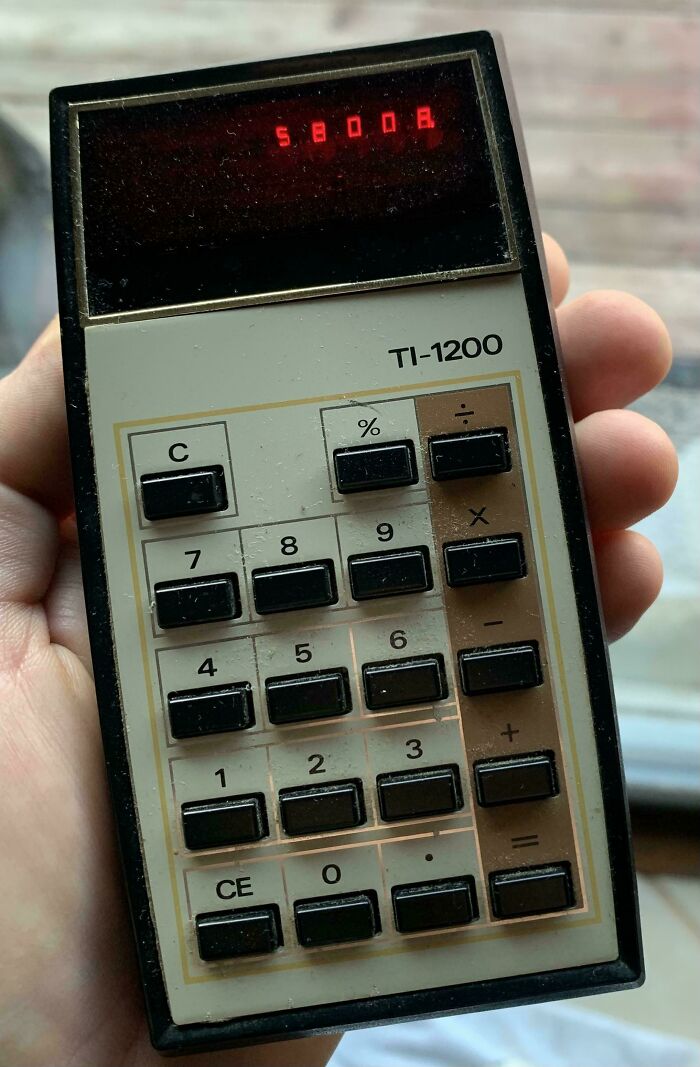 58008.
TI-1200
C % ÷
X
7 8 9
−
4 5 6
+
1 2 3
=
CE 0 .